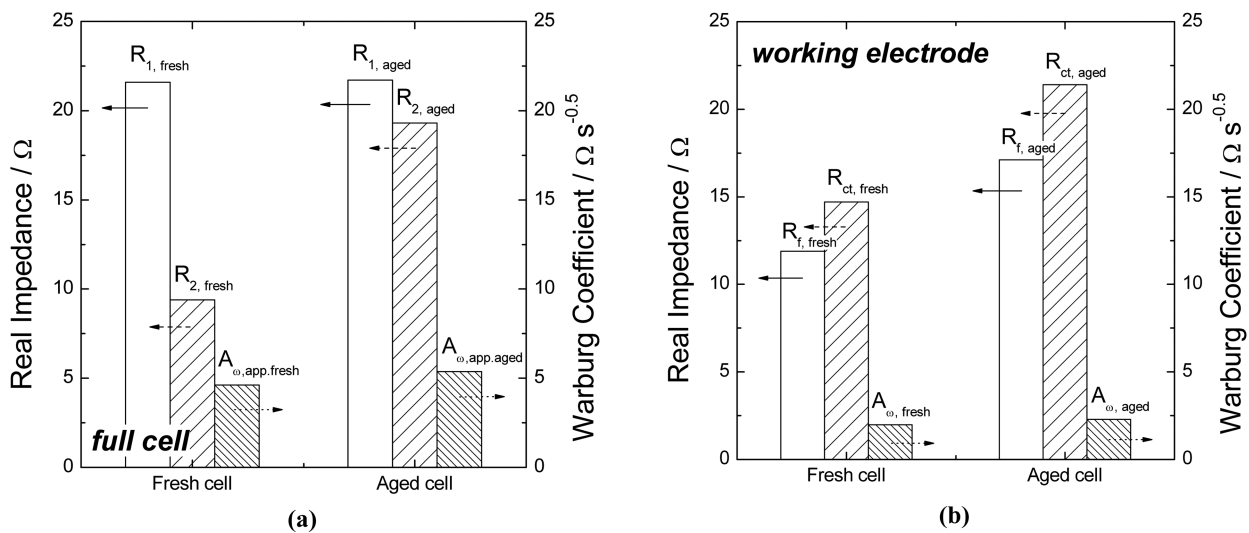 25
20
15
10
5
0
Real Impedance / Ω
R1, fresh
R2, fresh
Aω,app.fresh
R1, aged
R2, aged
Aω,app.aged
full cell
Fresh cell
Aged cell
25
20
15
10
5
0
Warburg Coefficient / Ω s-0.5
(a)
25
20
15
10
5
0
Real Impedance / Ω
working electrode
Rf, fresh
Rct, fresh
Aω, fresh
Rf, aged
Rct, aged
Aω, aged
Fresh cell
Aged cell
25
20
15
10
5
0
Warburg Coefficient / Ω s-0.5
(b)